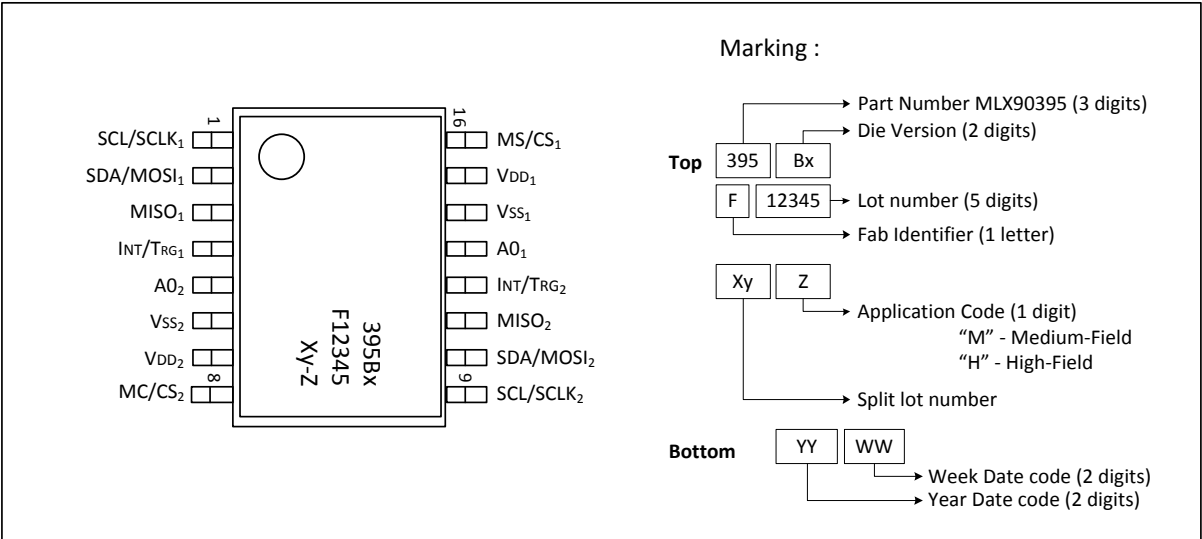 Marking :
1
16
SCL/SCLK₁
MS/CS₁
SDA/MOSI₁
VDD₁
MISO₁
VSS₁
INT/TRG₁
A0₁
A0₂
INT/TRG₂
VSS₂
MISO₂
VDD₂
SDA/MOSI₂
MC/CS₂
SCL/SCLK₂
8
9
395Bx
F12345
Xy-Z
Part Number MLX90395 (3 digits)
Die Version (2 digits)
Top 395 Bx
F 12345 Lot number (5 digits)
Fab Identifier (1 letter)
Xy Z
Application Code (1 digit)
“M” - Medium-Field
“H” - High-Field
Split lot number
Bottom YY WW
Week Date code (2 digits)
Year Date code (2 digits)